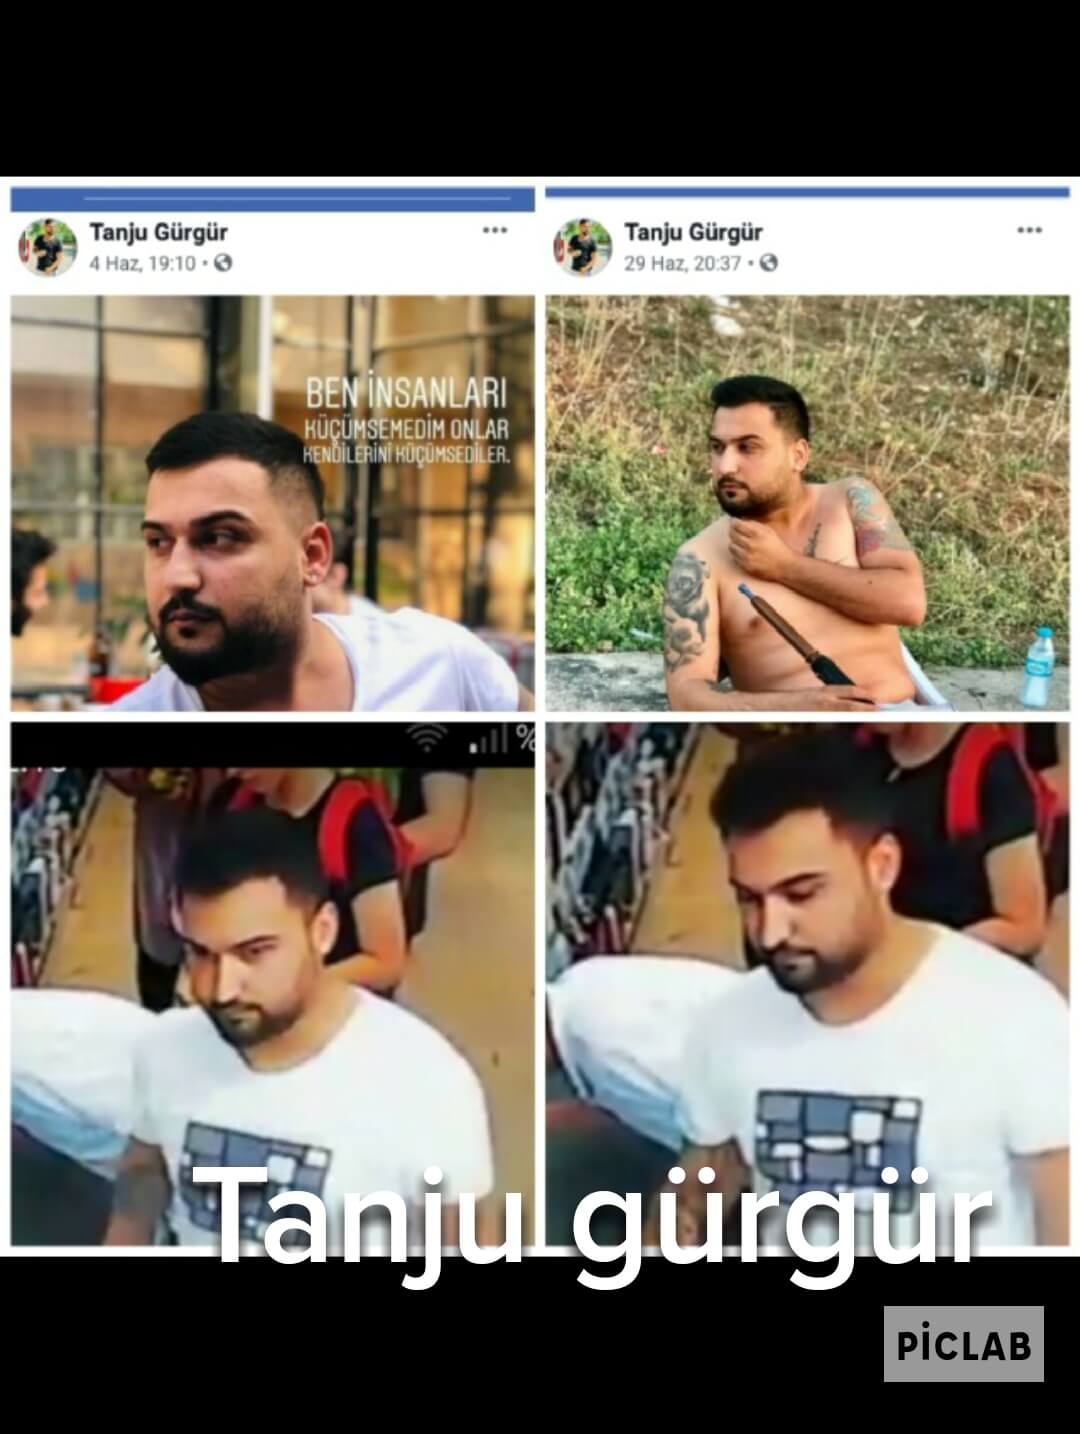 Tanju Gürgür
4 Haz, 19:10 •
Tanju Gürgür
29 Haz, 20:37 •
BEN İNSANLARI
KÜÇÜMSEMEDİM ONLAR
KENDİLERİNİ KÜÇÜMSEDİLER.
%
Tanju gürgür
PİCLAB